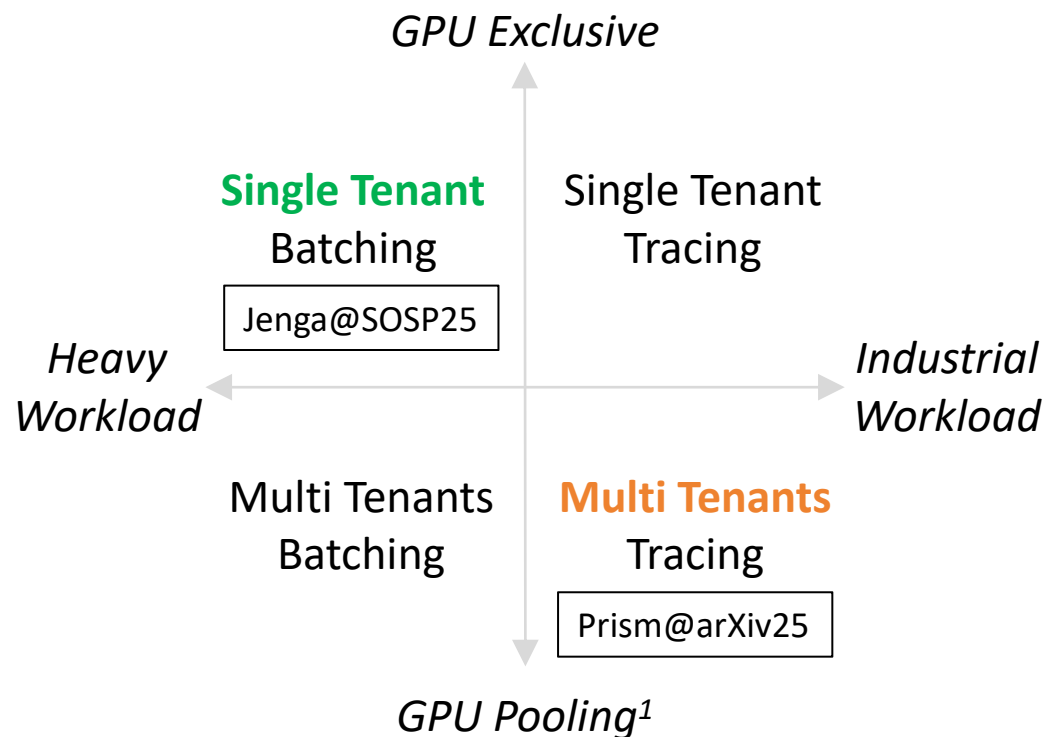 GPU Exclusive
Single Tenant
Batching
Jenga@SOSP25
Single Tenant
Tracing
Heavy
Workload
Industrial
Workload
Multi Tenants
Batching
Multi Tenants
Tracing
Prism@arXiv25
GPU Pooling¹